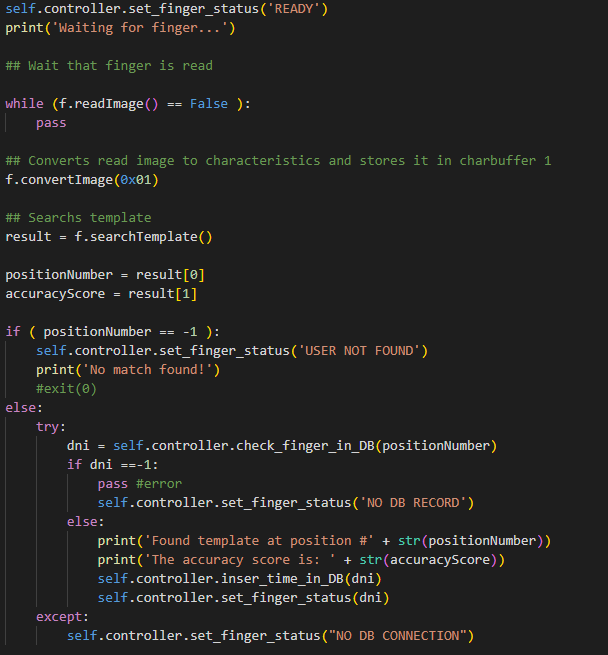 self.controller.set_finger_status('READY')
print('Waiting for finger...')
## Wait that finger is read
while (f.readImage() == False ):
pass
## Converts read image to characteristics and stores it in charbuffer 1
f.convertImage(0x01)
## Searchs template
result = f.searchTemplate()
positionNumber = result[0]
accuracyScore = result[1]
if ( positionNumber == -1 ):
self.controller.set_finger_status('USER NOT FOUND')
print('No match found!')
#exit(0)
else:
try:
dni = self.controller.check_finger_in_DB(positionNumber)
if dni ==-1:
pass #error
self.controller.set_finger_status('NO DB RECORD')
else:
print('Found template at position #' + str(positionNumber))
print('The accuracy score is: ' + str(accuracyScore))
self.controller.inser_time_in_DB(dni)
self.controller.set_finger_status(dni)
except:
self.controller.set_finger_status("NO DB CONNECTION")